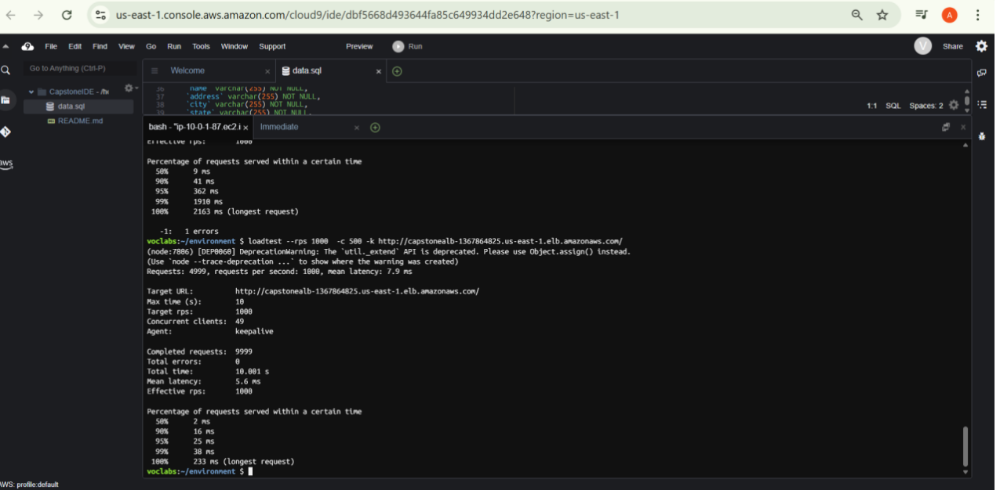 us-east-1.console.aws.amazon.com/cloud9/ide/dbf5668d493644fa85c649934dd2e648?region=us-east-1
A
File Edit Find View Go Run Tools Window Support Preview Run
V Share
Go to Anything (Ctrl-P)
Welcome × data.sql ×
CapstoneIDE - /h
data.sql
README.md
aws
36 `name` varchar(255) NOT NULL,
37 `address` varchar(255) NOT NULL,
38 `city` varchar(255) NOT NULL,
39 `state` varchar(255) NOT NULL,
1:1 SQL Spaces: 2
bash - "ip-10-0-1-87.ec2.i × Immediate ×
Effective rps: 1000
Percentage of requests served within a certain time
50% 9 ms
90% 41 ms
95% 362 ms
99% 1910 ms
100% 2163 ms (longest request)
-1: 1 errors
voclabs:~/environment $ loadtest --rps 1000 -c 500 -k http://capstonealb-1367864825.us-east-1.elb.amazonaws.com/
(node:7806) [DEP0060] DeprecationWarning: The `util._extend` API is deprecated. Please use Object.assign() instead.
(Use `node --trace-deprecation ...` to show where the warning was created)
Requests: 4999, requests per second: 1000, mean latency: 7.9 ms
Target URL: http://capstonealb-1367864825.us-east-1.elb.amazonaws.com/
Max time (s): 10
Target rps: 1000
Concurrent clients: 49
Agent: keepalive
Completed requests: 9999
Total errors: 0
Total time: 10.001 s
Mean latency: 5.6 ms
Effective rps: 1000
Percentage of requests served within a certain time
50% 2 ms
90% 16 ms
95% 25 ms
99% 38 ms
100% 233 ms (longest request)
voclabs:~/environment $
AWS: profile:default